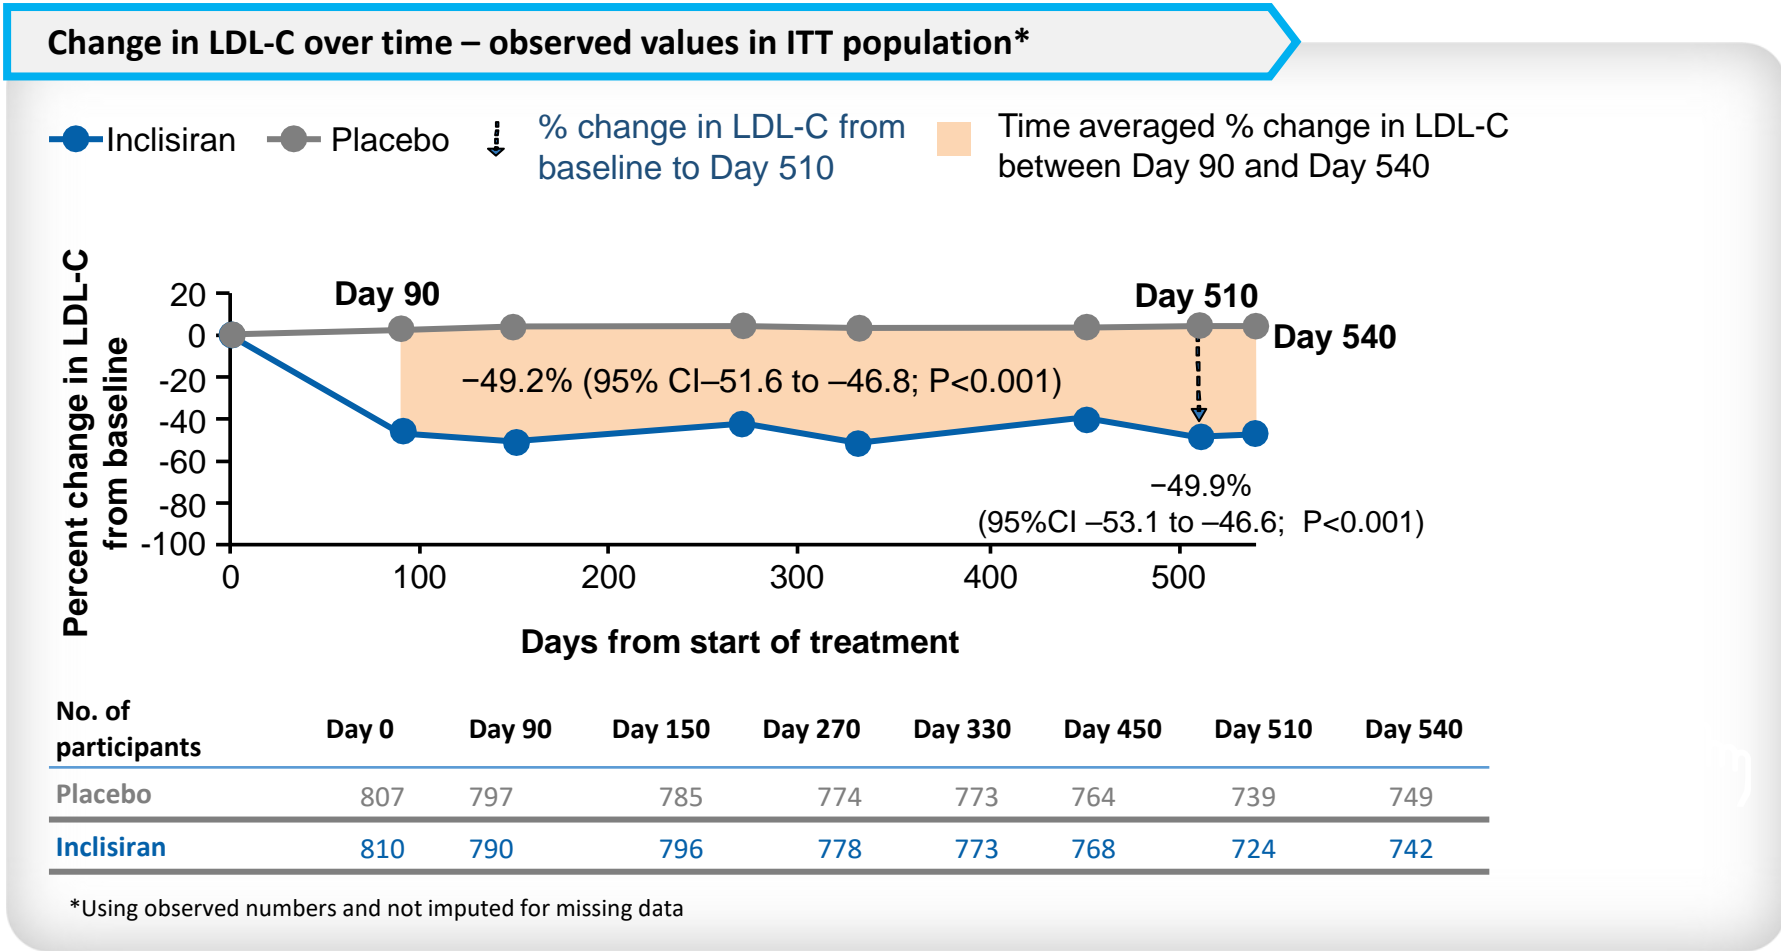 Change in LDL-C over time – observed values in ITT population*
Inclisiran
Placebo
% change in LDL-C from
baseline to Day 510
Time averaged % change in LDL-C
between Day 90 and Day 540
Percent change in LDL-C
from baseline
20
0
-20
-40
-60
-80
-100
Day 90
Day 510
Day 540
−49.2% (95% CI–51.6 to –46.8; P<0.001)
−49.9%
(95%CI –53.1 to –46.6;  P<0.001)
0 100 200 300 400 500
Days from start of treatment
No. of
participants
Day 0 Day 90 Day 150 Day 270 Day 330 Day 450 Day 510 Day 540
Placebo 807 797 785 774 773 764 739 749
Inclisiran 810 790 796 778 773 768 724 742
*Using observed numbers and not imputed for missing data